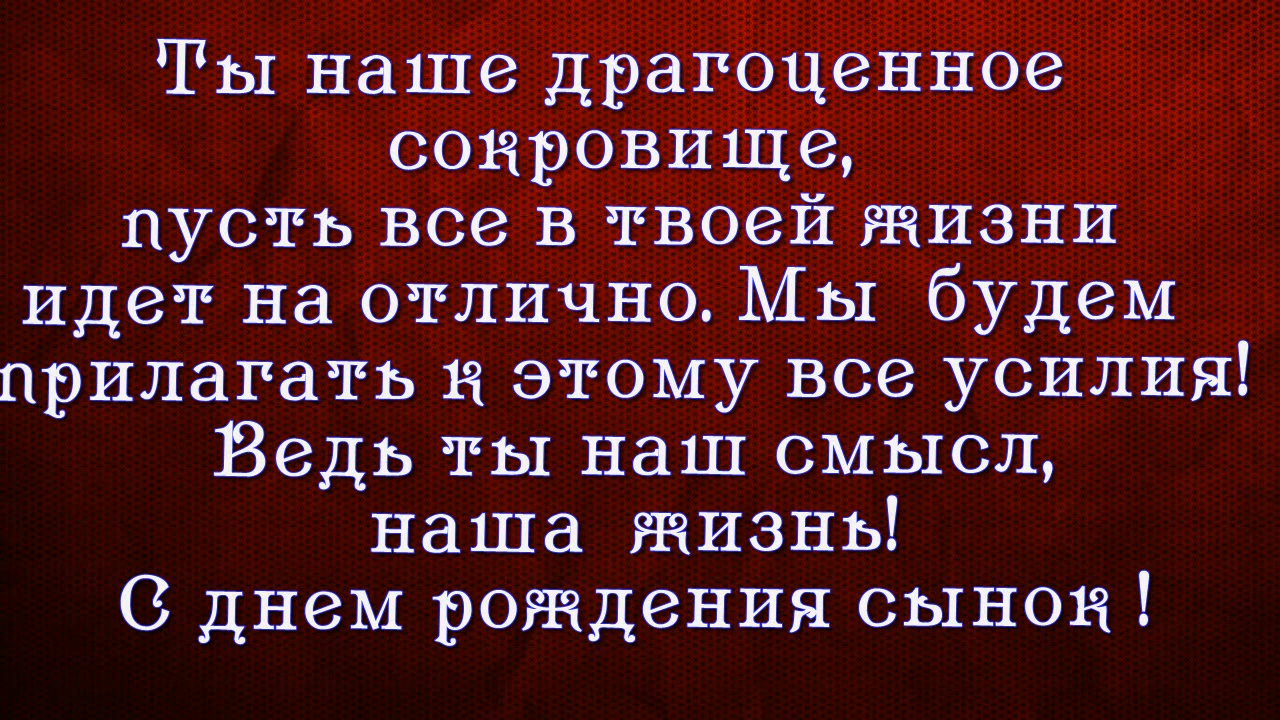 Ты наше драгоценное
сокровище,
пусть все в твоей жизни
идет на отлично. Мы будем
прилагать к этому все усилия!
Ведь ты наш смысл,
наша жизнь!
С днем рождения сынок !